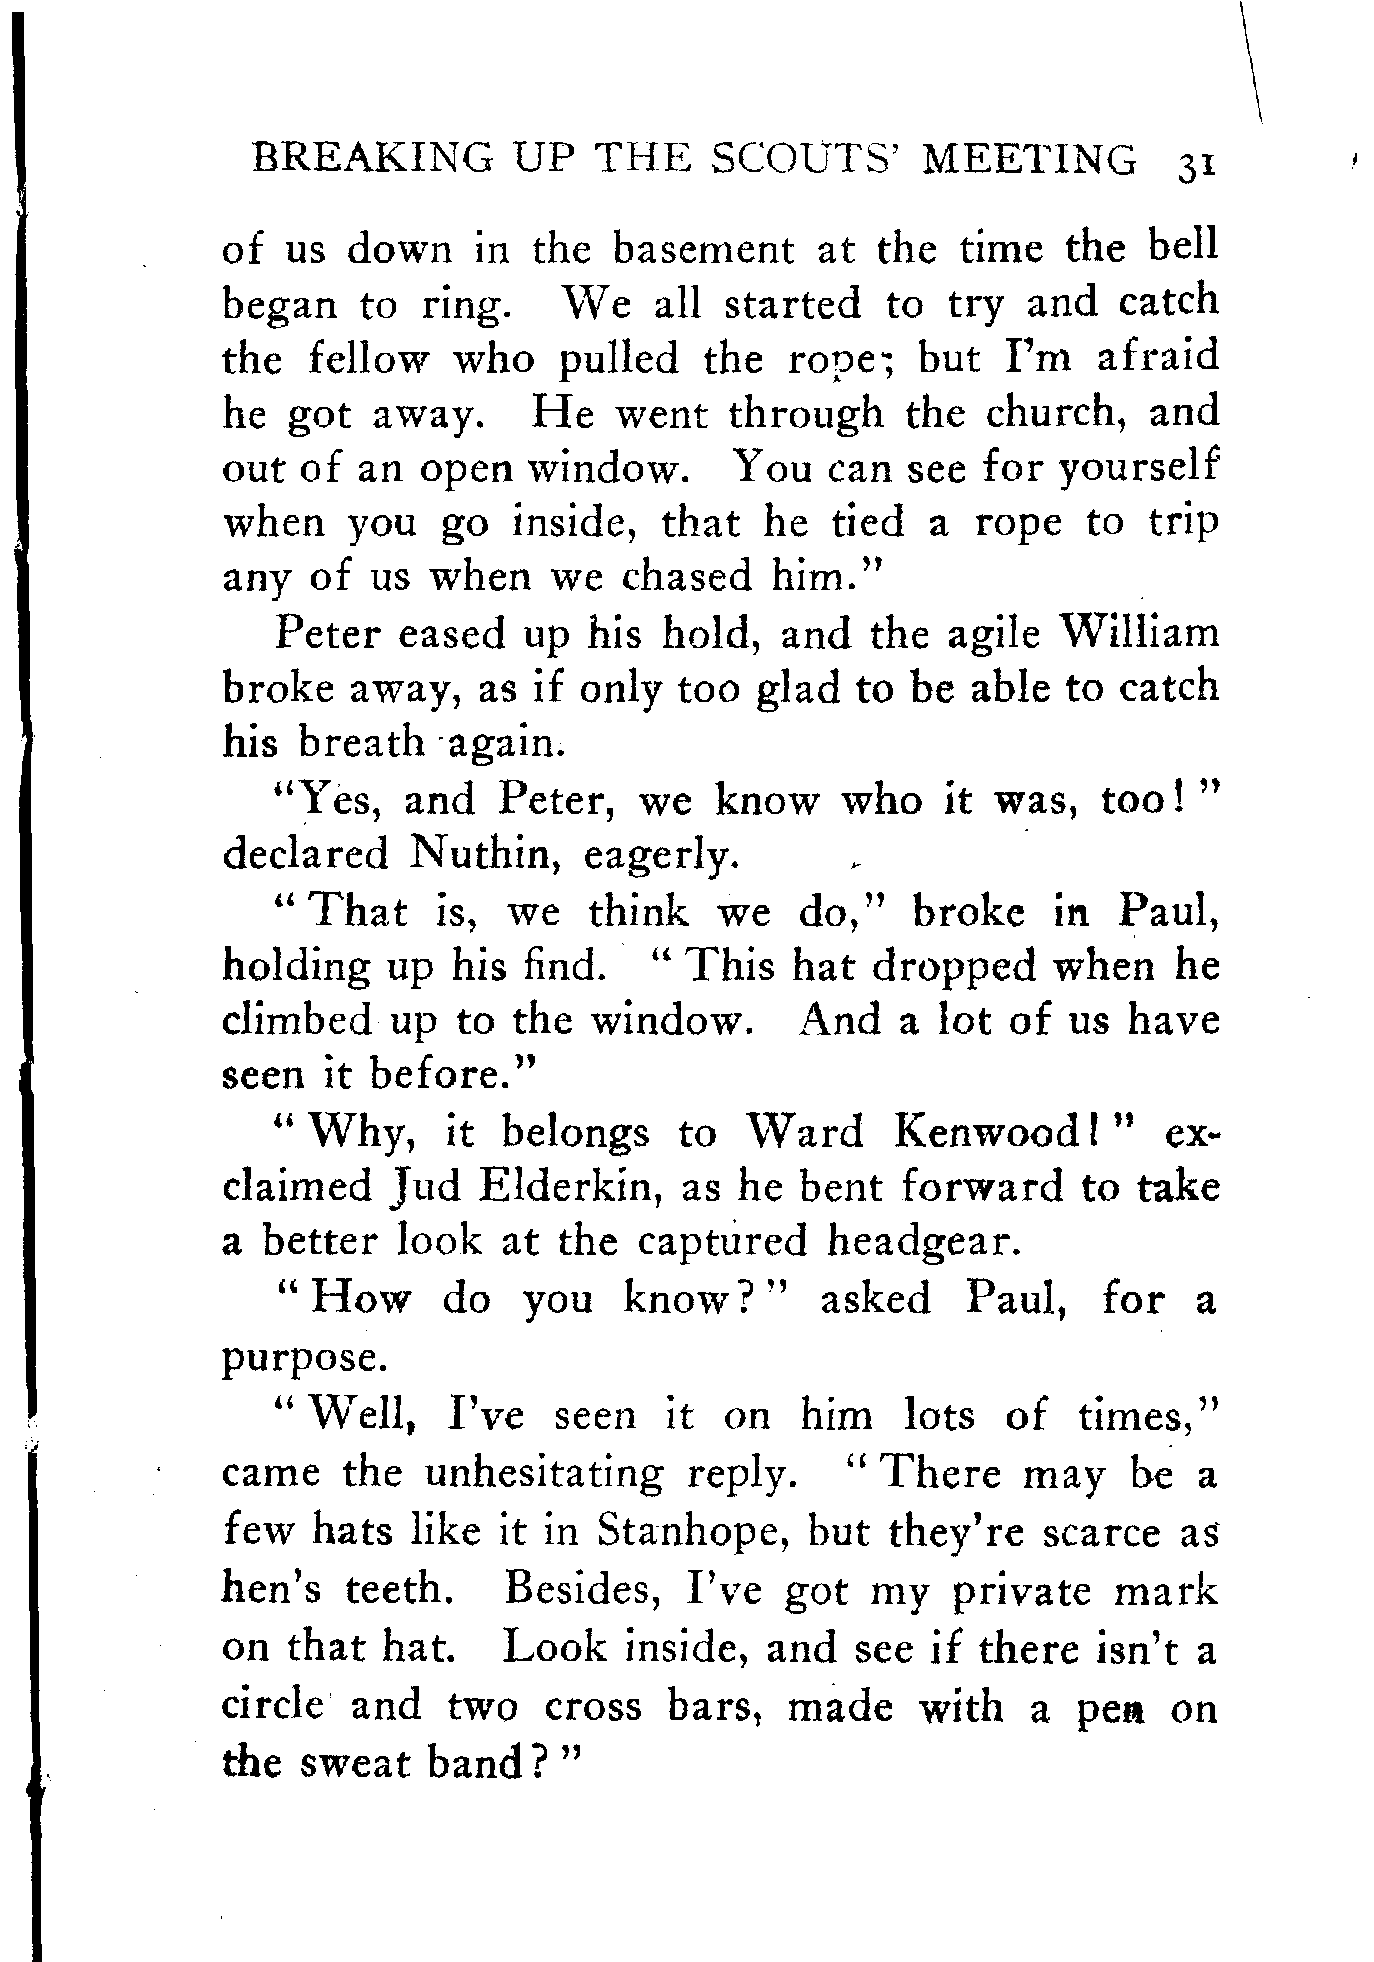 BREAKING UP THE SCOUTS' MEETING 31
of us down in the basement at the time the bell
began to ring. We all started to try and catch
the fellow who pulled the rope; but I'm afraid
he got away. He went through the church, and
out of an open window. You can see for yourself
when you go inside, that he tied a rope to trip
any of us when we chased him."
Peter eased up his hold, and the agile William
broke away, as if only too glad to be able to catch
his breath again.
"Yes, and Peter, we know who it was, too!"
declared Nuthin, eagerly.
"That is, we think we do," broke in Paul,
holding up his find. "This hat dropped when he
climbed up to the window. And a lot of us have
seen it before."
"Why, it belongs to Ward Kenwood!" ex-
claimed Jud Elderkin, as he bent forward to take
a better look at the captured headgear.
"How do you know?" asked Paul, for a
purpose.
"Well, I've seen it on him lots of times,"
came the unhesitating reply. "There may be a
few hats like it in Stanhope, but they're scarce as
hen's teeth. Besides, I've got my private mark
on that hat. Look inside, and see if there isn't a
circle and two cross bars, made with a pen on
the sweat band?"